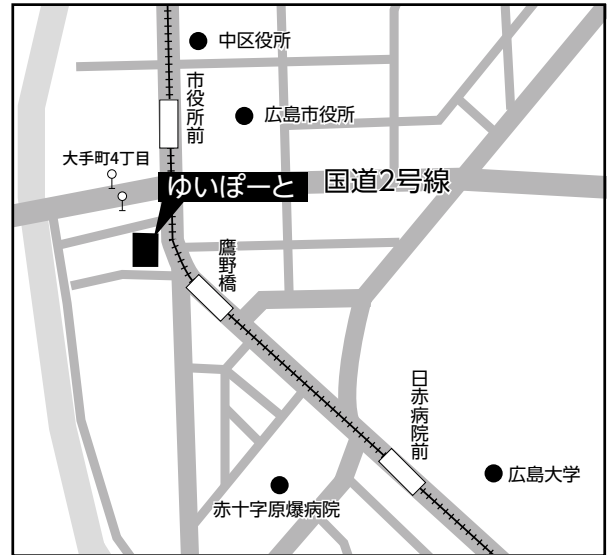 中区役所
市役所前
広島市役所
大手町4丁目
ゆいぽーと
国道2号線
鷹野橋
日赤病院前
広島大学
赤十字原爆病院